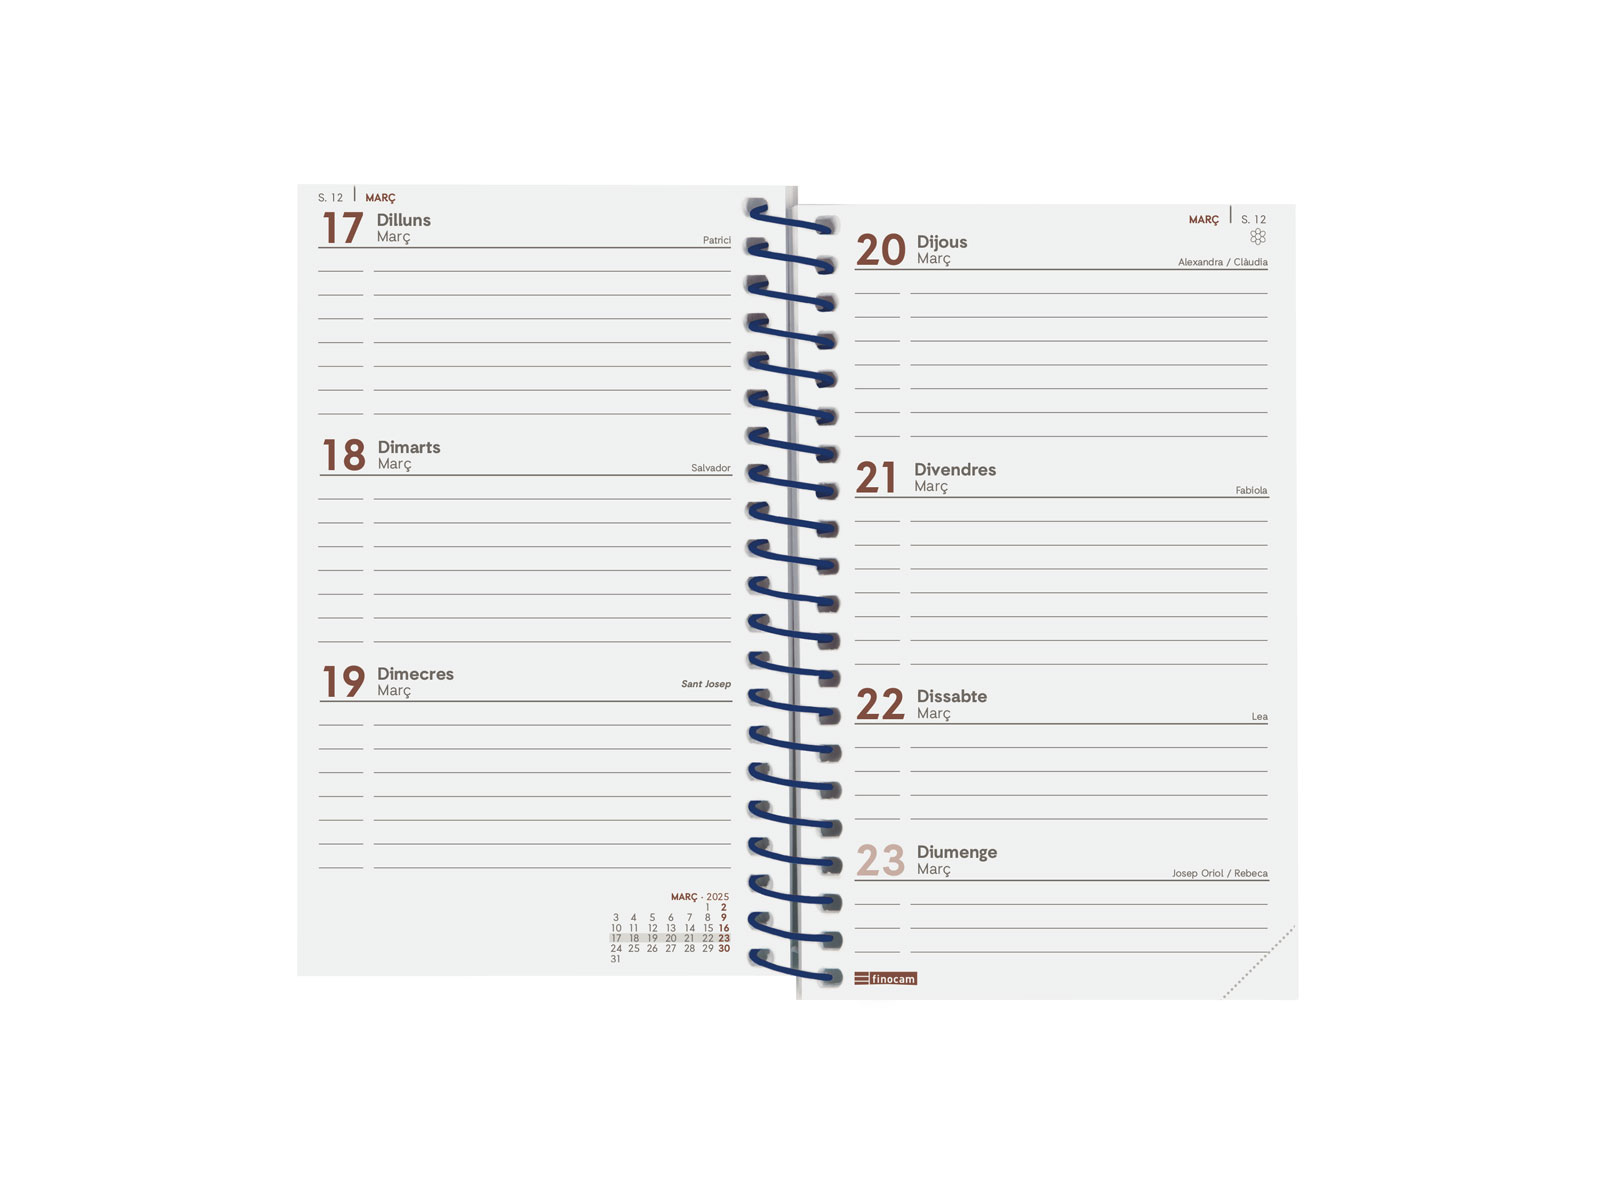 S. 12 MARÇ
17 Dilluns
Març
Patrici
18 Dimarts
Març
Salvador
19 Dimecres
Març
Sant Josep
MARÇ - 2025
1 2
3 4 5 6 7 8 9
10 11 12 13 14 15 16
17 18 19 20 21 22 23
24 25 26 27 28 29 30
31
MARÇ S. 12
20 Dijous
Març
Alexandra / Clàudia
21 Divendres
Març
Fabiola
22 Dissabte
Març
Lea
23 Diumenge
Març
Josep Oriol / Rebeca
finocam